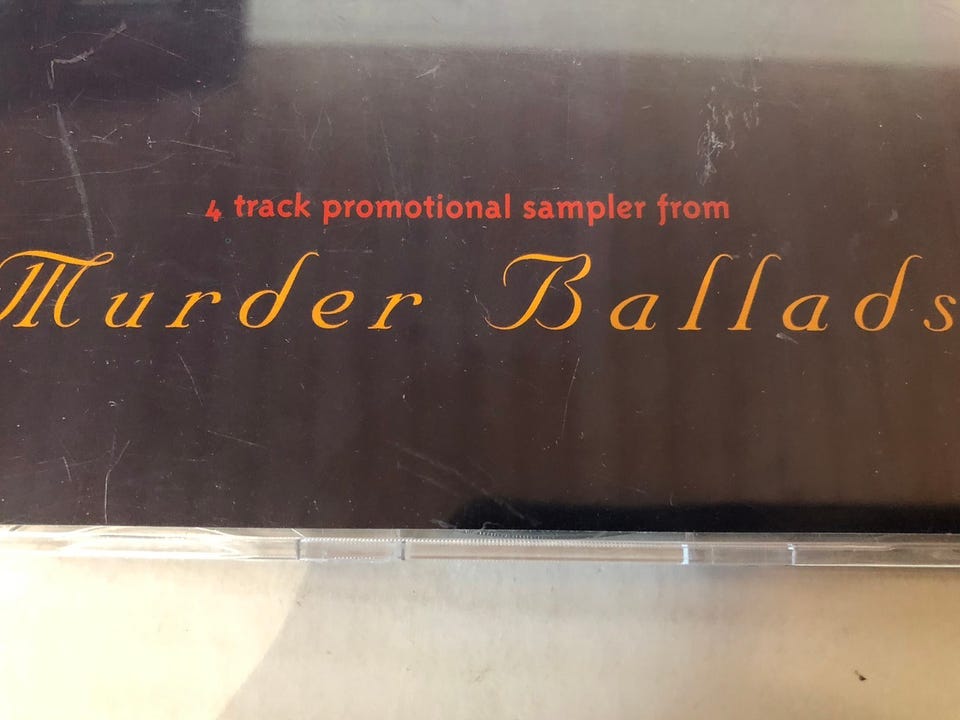 4 track promotional sampler from
Murder Ballads